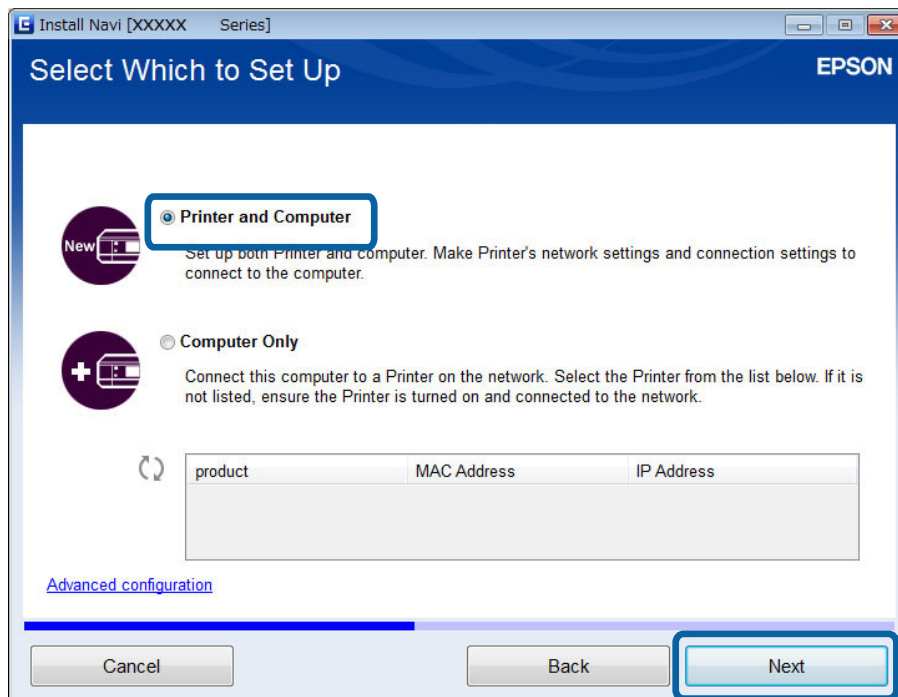 Install Navi [XXXXX Series]
Select Which to Set Up
EPSON
New
Printer and Computer
Set up both Printer and computer. Make Printer's network settings and connection settings to
connect to the computer.
Computer Only
Connect this computer to a Printer on the network. Select the Printer from the list below. If it is
not listed, ensure the Printer is turned on and connected to the network.
product MAC Address IP Address
Advanced configuration
Cancel Back Next